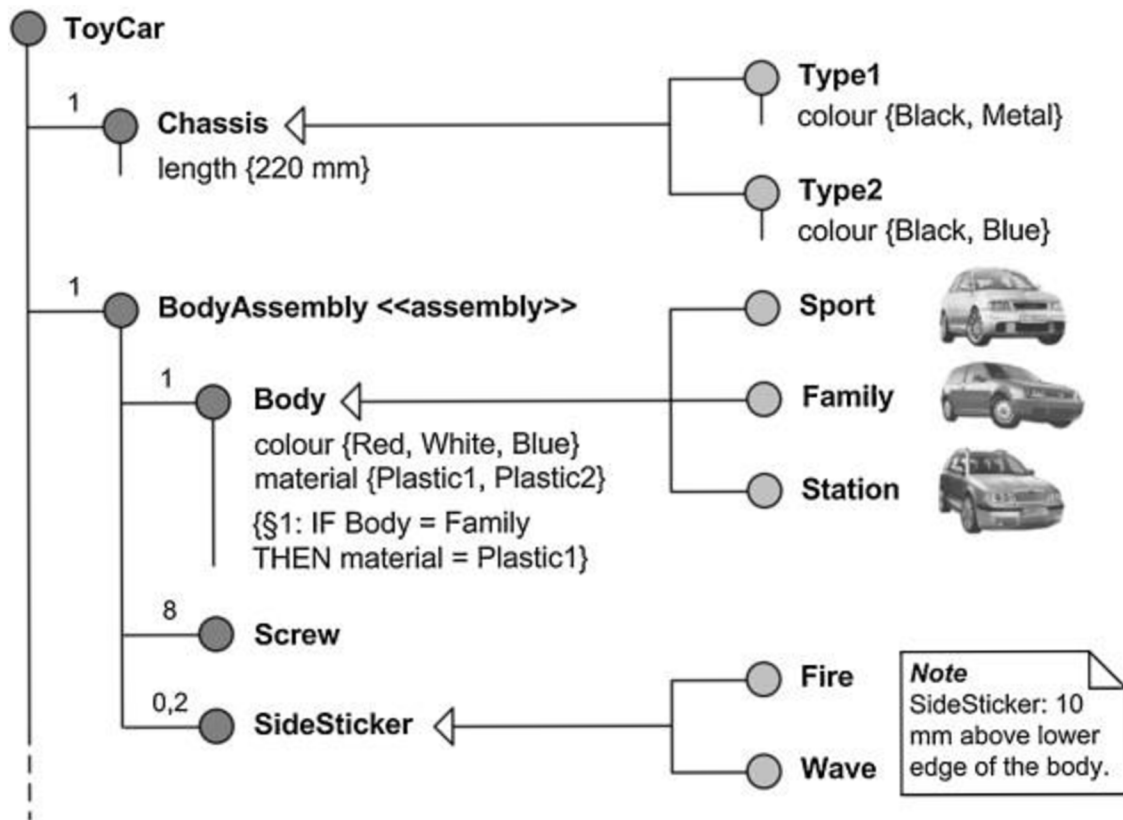 ToyCar
1
Chassis
length {220 mm}
Type1
colour {Black, Metal}
Type2
colour {Black, Blue}
1
BodyAssembly <<assembly>>
1
Body
colour {Red, White, Blue}
material {Plastic1, Plastic2}
{§1: IF Body = Family
THEN material = Plastic1}
Sport
Family
Station
8
Screw
0,2
SideSticker
Fire
Wave
Note
SideSticker: 10
mm above lower
edge of the body.